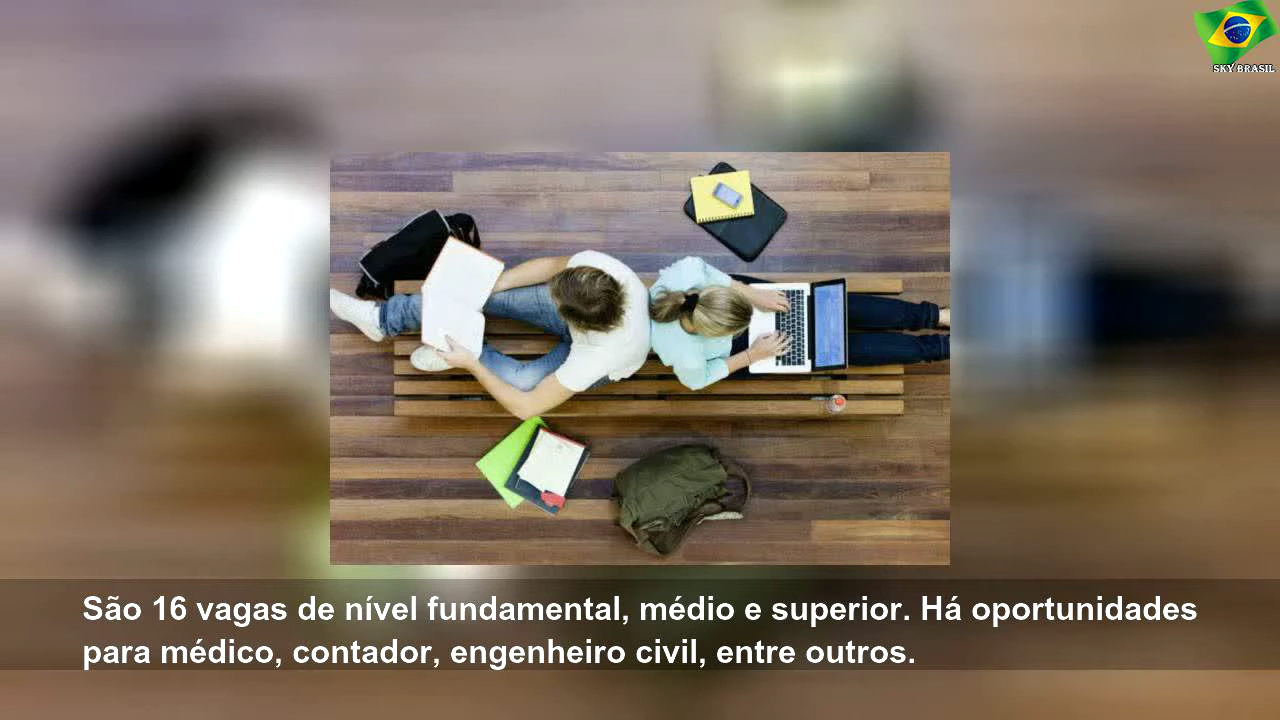 SKY BRASIL
São 16 vagas de nível fundamental, médio e superior. Há oportunidades
para médico, contador, engenheiro civil, entre outros.